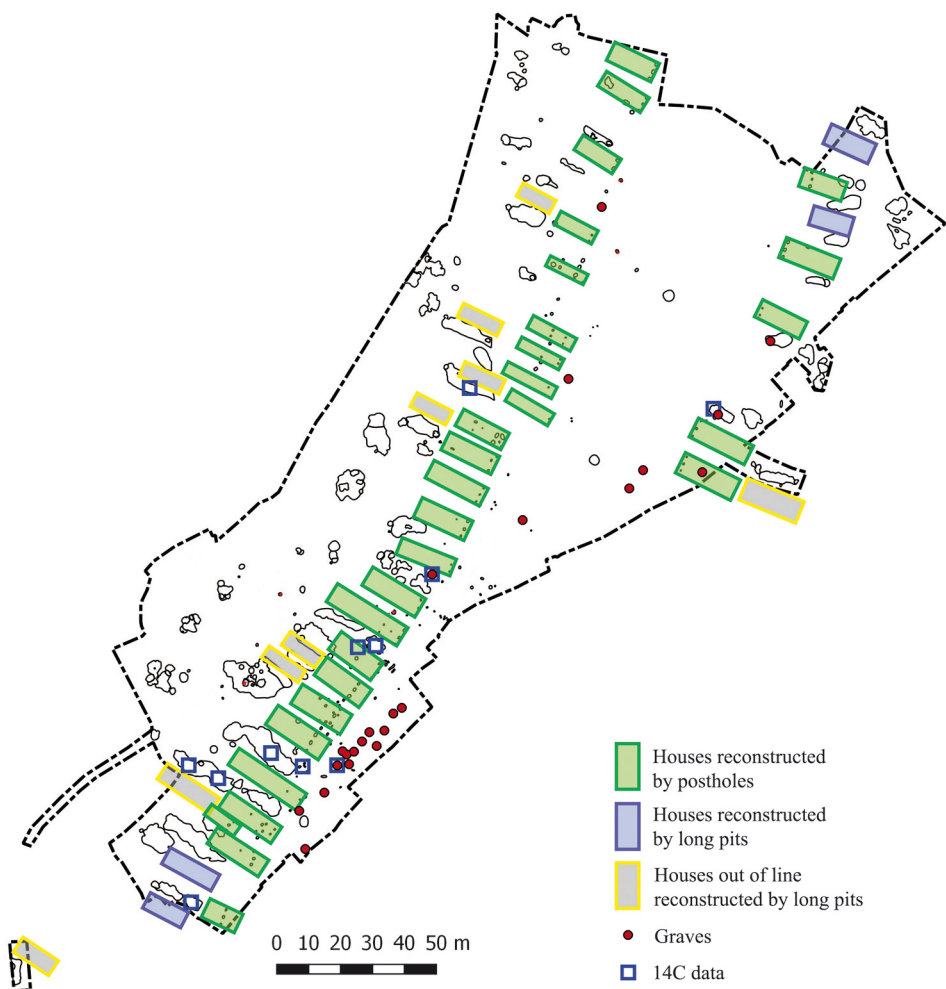 Houses reconstructed
by postholes
Houses reconstructed
by long pits
Houses out of line
reconstructed by long pits
Graves
14C data
0 10 20 30 40 50 m